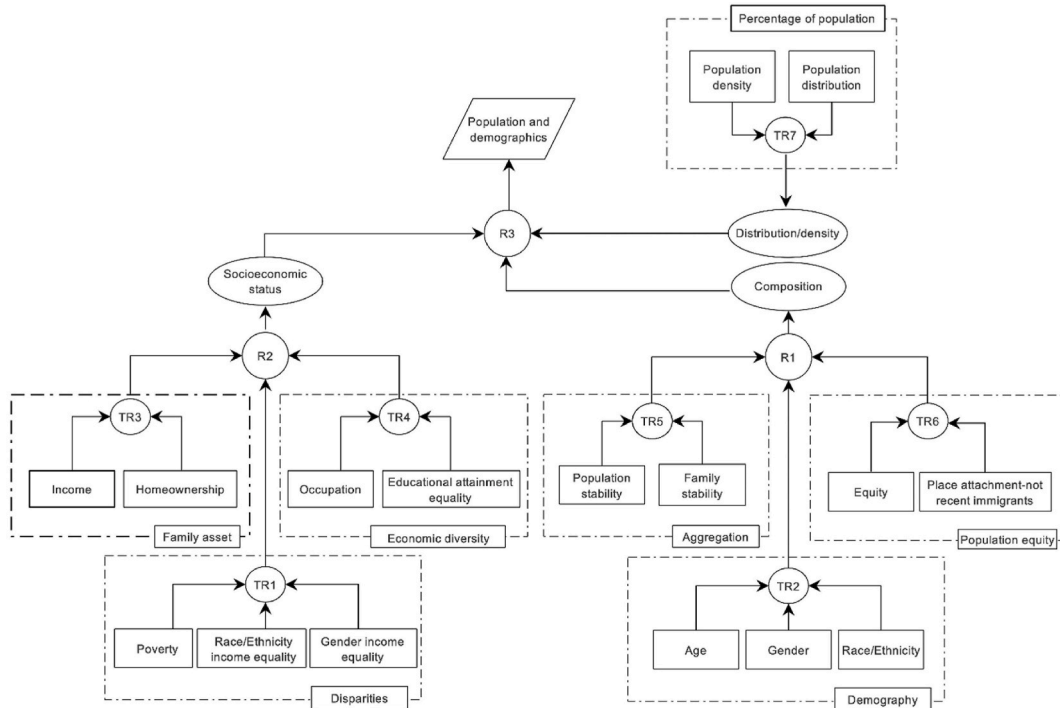 Percentage of population
Population
density
Population
distribution
TR7
Population and
demographics
R3
Distribution/density
Socioeconomic
status
Composition
R2
R1
TR3
TR4
TR5
TR6
Income
Homeownership
Occupation
Educational attainment
equality
Population
stability
Family
stability
Equity
Place attachment-not
recent immigrants
Family asset
Economic diversity
Aggregation
Population equity
TR1
TR2
Poverty
Race/Ethnicity
income equality
Gender income
equality
Age
Gender
Race/Ethnicity
Disparities
Demography